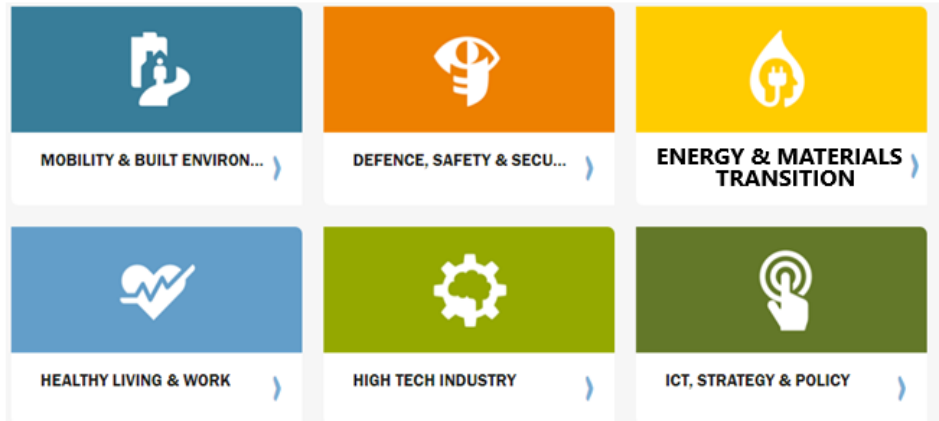 MOBILITY & BUILT ENVIRON...
DEFENCE, SAFETY & SECU...
ENERGY & MATERIALS
TRANSITION
HEALTHY LIVING & WORK
HIGH TECH INDUSTRY
ICT, STRATEGY & POLICY